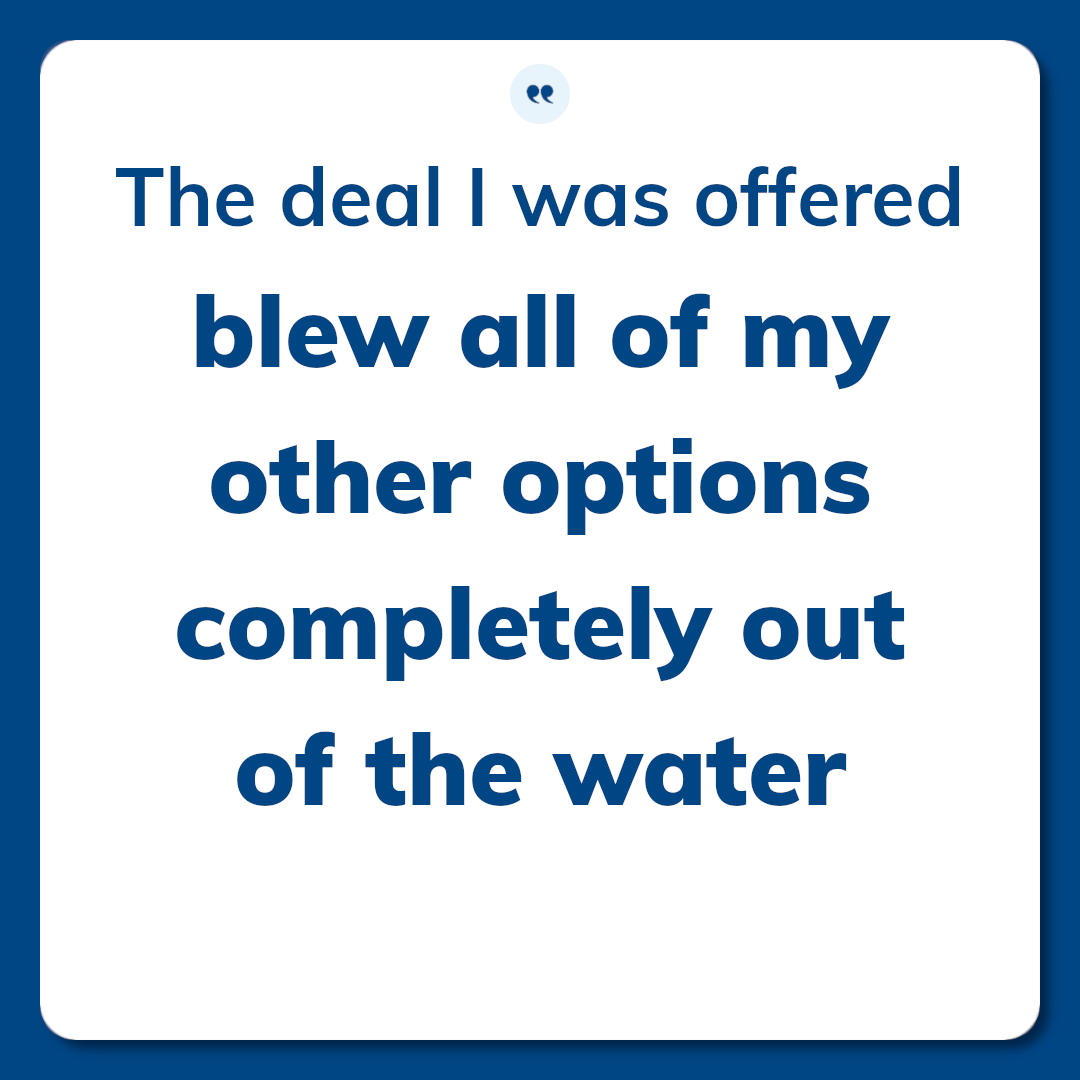 ❞
The deal I was offered
blew all of my
other options
completely out
of the water